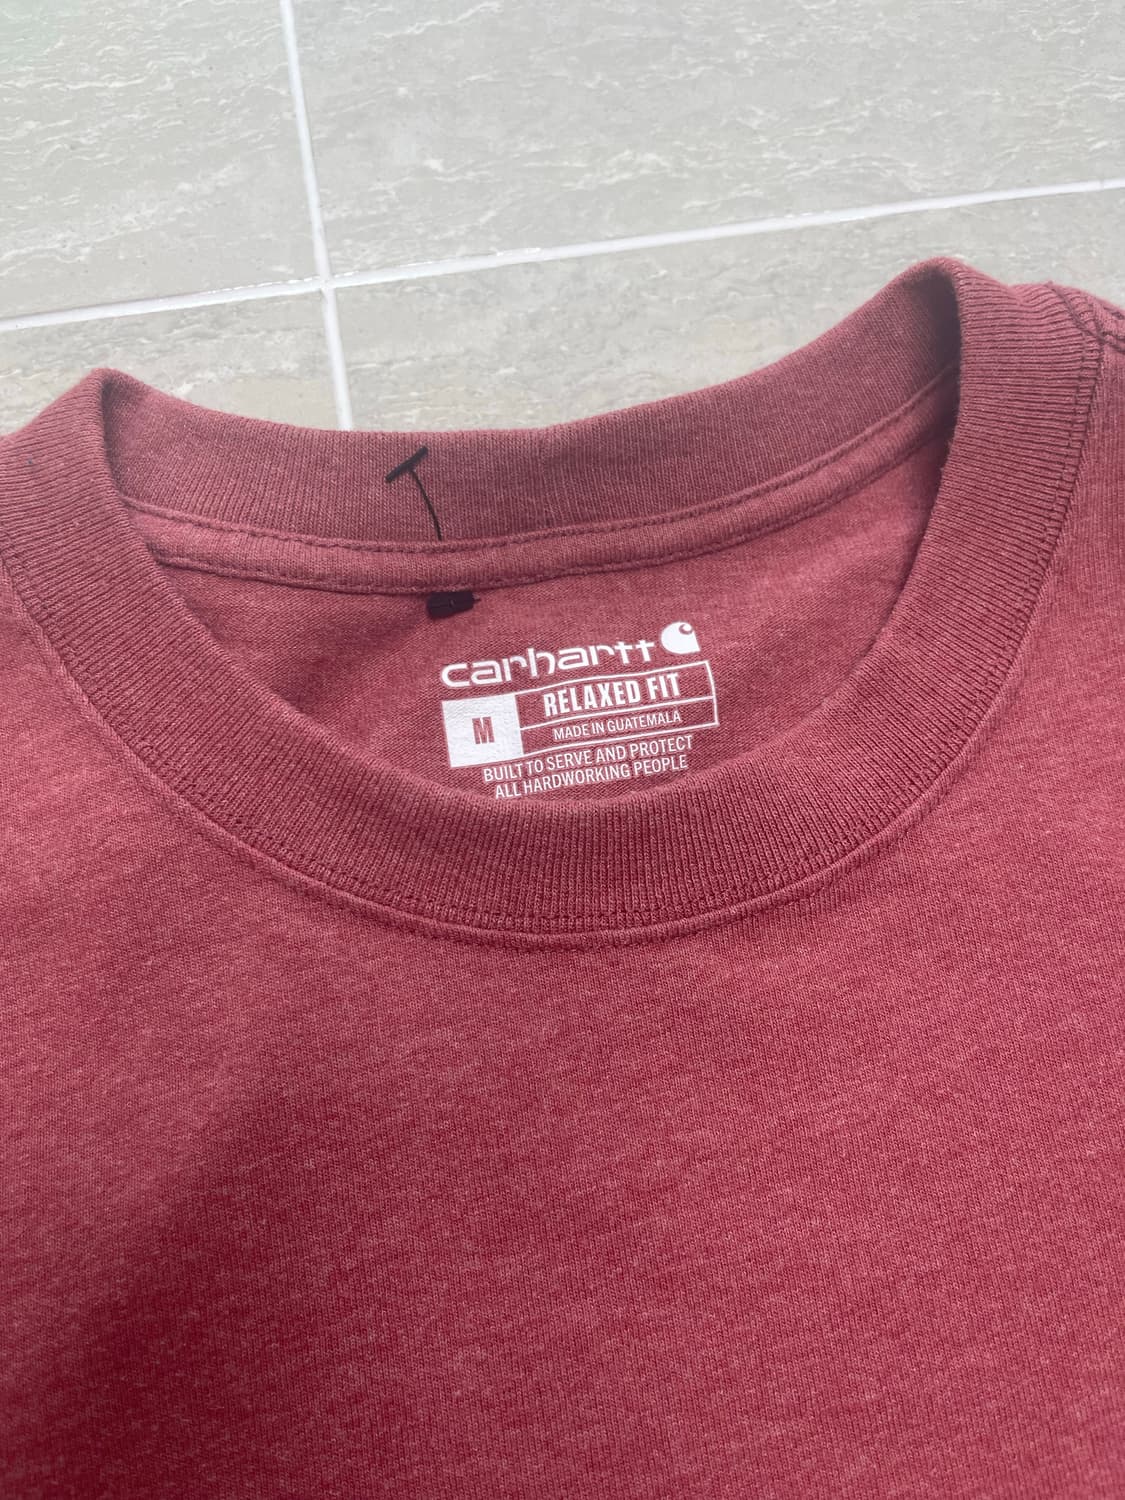 carhartt
M
RELAXED FIT
MADE IN GUATEMALA
BUILT TO SERVE AND PROTECT
ALL HARDWORKING PEOPLE